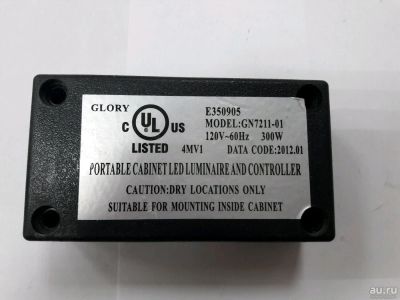 GLORY
E350905
C UL US
MODEL:GN7211-01
120V~60Hz 300W
LISTED 4MV1 DATA CODE:2012.01
PORTABLE CABINET LED LUMINAIRE AND CONTROLLER
CAUTION:DRY LOCATIONS ONLY
SUITABLE FOR MOUNTING INSIDE CABINET
au.ru